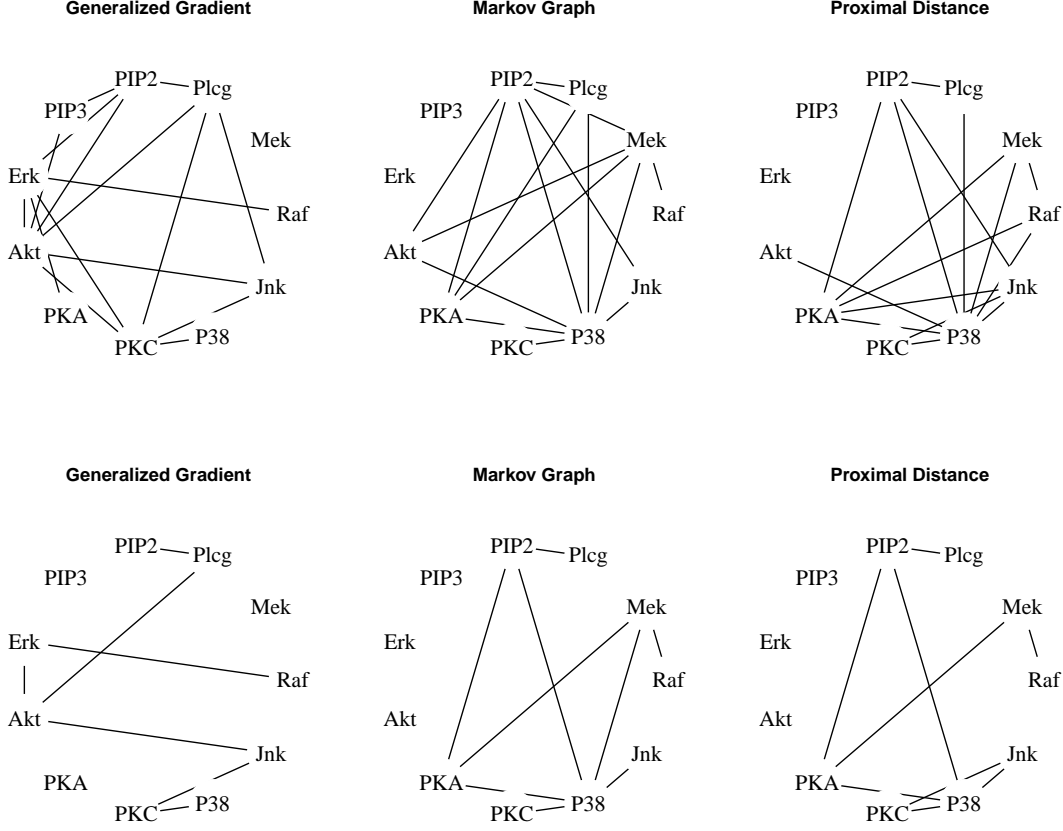 Generalized Gradient Markov Graph Proximal Distance
PIP2 PIP2 PIP2
Plcg Plcg Plcg
PIP3 PIP3 PIP3
Mek Mek Mek
Erk Erk Erk
Raf Raf Raf
Akt Akt Akt
Jnk Jnk Jnk
PKA PKA PKA
P38 P38 P38
PKC PKC PKC
Generalized Gradient Markov Graph Proximal Distance
PIP2 PIP2 PIP2
Plcg Plcg Plcg
PIP3 PIP3 PIP3
Mek Mek Mek
Erk Erk Erk
Raf Raf Raf
Akt Akt Akt
Jnk Jnk Jnk
PKA PKA PKA
P38 P38 P38
PKC PKC PKC